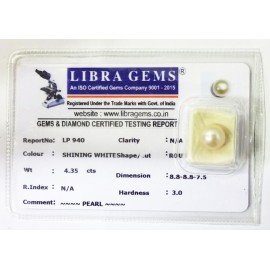 LIBRA GEMS®
An ISO Certified Gems Company 9001 - 2015
Registered Under the Trade Marks with Govt. of India
website : www.libragems.co.in
GEMS & DIAMOND CERTIFIED TESTING REPORT
ReportNo: LP 940 Clarity : N/A
Colour : SHINING WHITE Shape/ .ut : ROU
Wt : 4.35 cts Dimension : 8.8-8.8-7.5
R.Index : N/A Hardness : 3.0
Comment: ~~~~ PEARL ~~~~